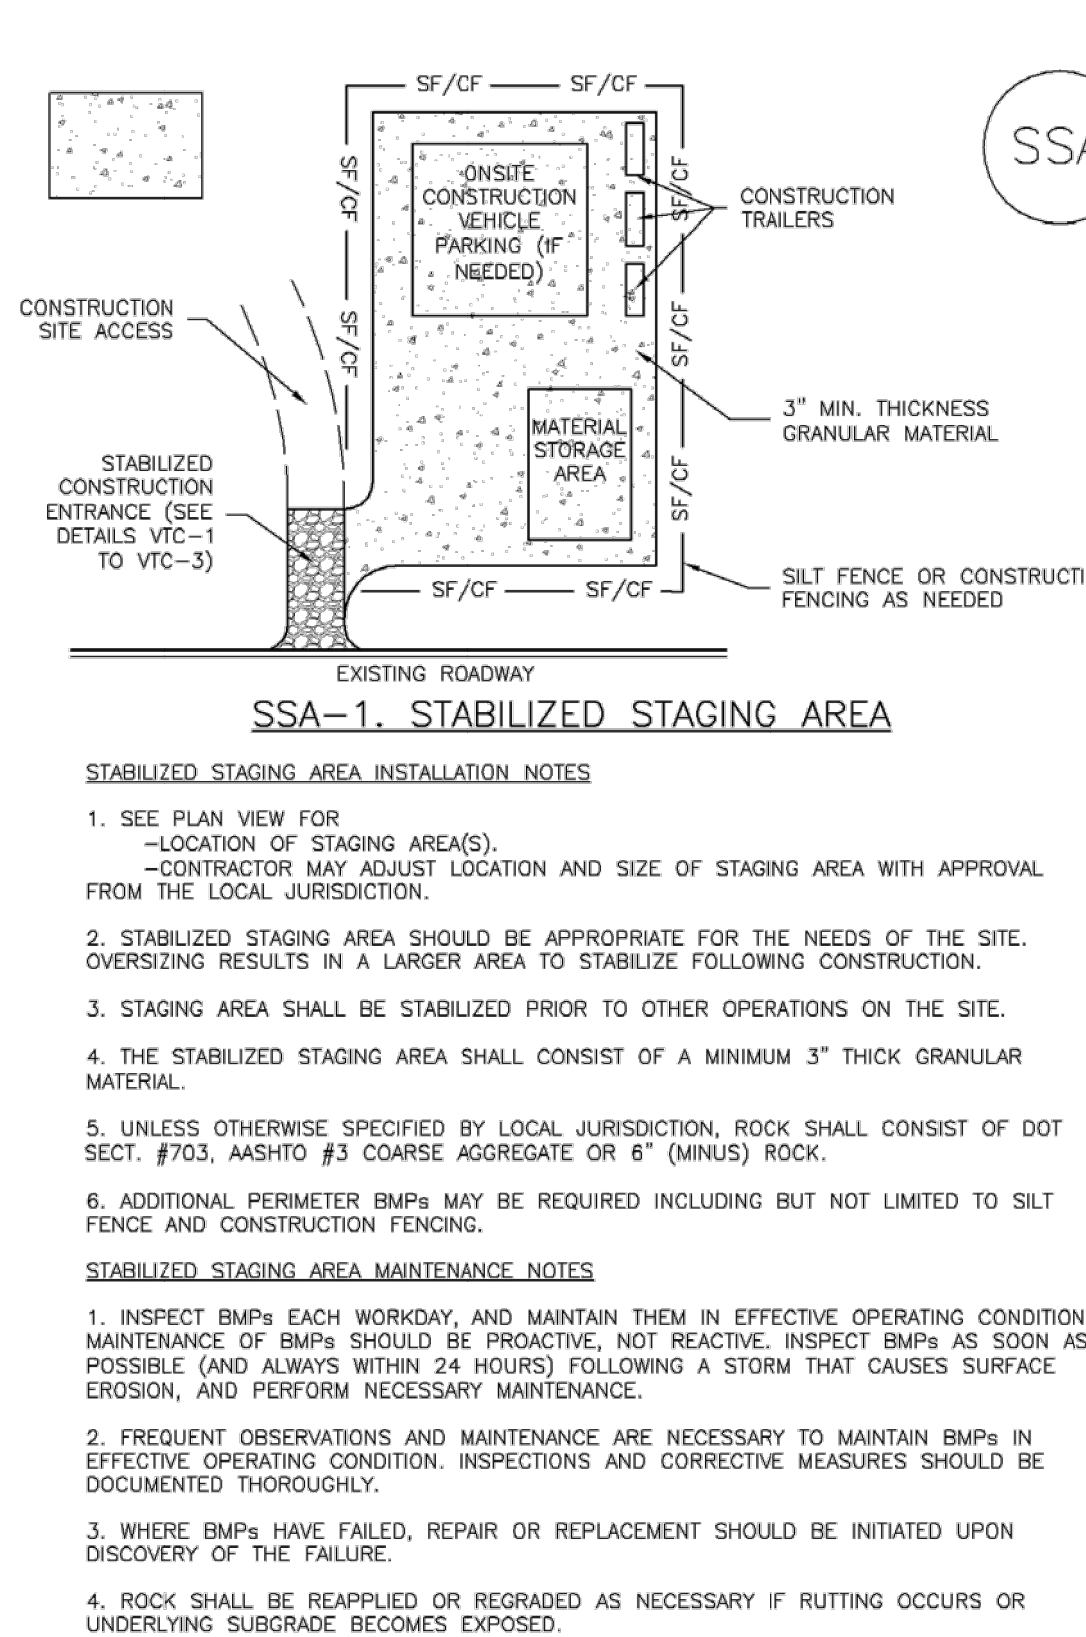 SF/CF SF/CF
SSA
SF/CF
SF/CF
ONSITE
CONSTRUCTION
VEHICLE
PARKING (IF
NEEDED)
CONSTRUCTION
TRAILERS
CONSTRUCTION
SITE ACCESS
SF/CF
SF/CF
3" MIN. THICKNESS
GRANULAR MATERIAL
MATERIAL
STORAGE
AREA
STABILIZED
CONSTRUCTION
ENTRANCE (SEE
DETAILS VTC-1
TO VTC-3)
SF/CF
SF/CF SF/CF
SILT FENCE OR CONSTRUCTI
FENCING AS NEEDED
EXISTING ROADWAY
SSA-1. STABILIZED STAGING AREA
STABILIZED STAGING AREA INSTALLATION NOTES
1. SEE PLAN VIEW FOR
-LOCATION OF STAGING AREA(S).
-CONTRACTOR MAY ADJUST LOCATION AND SIZE OF STAGING AREA WITH APPROVAL
FROM THE LOCAL JURISDICTION.
2. STABILIZED STAGING AREA SHOULD BE APPROPRIATE FOR THE NEEDS OF THE SITE.
OVERSIZING RESULTS IN A LARGER AREA TO STABILIZE FOLLOWING CONSTRUCTION.
3. STAGING AREA SHALL BE STABILIZED PRIOR TO OTHER OPERATIONS ON THE SITE.
4. THE STABILIZED STAGING AREA SHALL CONSIST OF A MINIMUM 3" THICK GRANULAR
MATERIAL.
5. UNLESS OTHERWISE SPECIFIED BY LOCAL JURISDICTION, ROCK SHALL CONSIST OF DOT
SECT. #703, AASHTO #3 COARSE AGGREGATE OR 6" (MINUS) ROCK.
6. ADDITIONAL PERIMETER BMPs MAY BE REQUIRED INCLUDING BUT NOT LIMITED TO SILT
FENCE AND CONSTRUCTION FENCING.
STABILIZED STAGING AREA MAINTENANCE NOTES
1. INSPECT BMPs EACH WORKDAY, AND MAINTAIN THEM IN EFFECTIVE OPERATING CONDITION
MAINTENANCE OF BMPs SHOULD BE PROACTIVE, NOT REACTIVE. INSPECT BMPs AS SOON AS
POSSIBLE (AND ALWAYS WITHIN 24 HOURS) FOLLOWING A STORM THAT CAUSES SURFACE
EROSION, AND PERFORM NECESSARY MAINTENANCE.
2. FREQUENT OBSERVATIONS AND MAINTENANCE ARE NECESSARY TO MAINTAIN BMPs IN
EFFECTIVE OPERATING CONDITION. INSPECTIONS AND CORRECTIVE MEASURES SHOULD BE
DOCUMENTED THOROUGHLY.
3. WHERE BMPs HAVE FAILED, REPAIR OR REPLACEMENT SHOULD BE INITIATED UPON
DISCOVERY OF THE FAILURE.
4. ROCK SHALL BE REAPPLIED OR REGRADED AS NECESSARY IF RUTTING OCCURS OR
UNDERLYING SUBGRADE BECOMES EXPOSED.